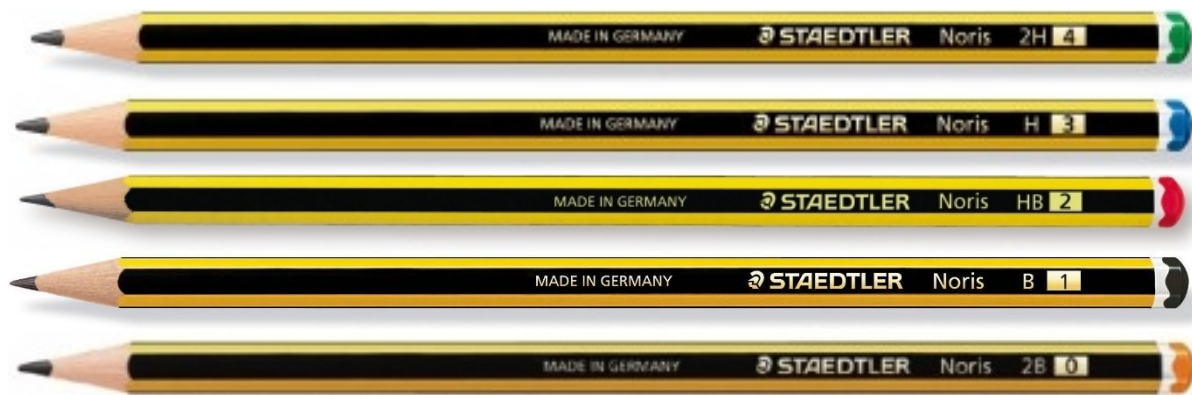 MADE IN GERMANY STAEDTLER Noris 2H 4
MADE IN GERMANY STAEDTLER Noris H 3
MADE IN GERMANY STAEDTLER Noris HB 2
MADE IN GERMANY STAEDTLER Noris B 1
MADE IN GERMANY STAEDTLER Noris 2B 0